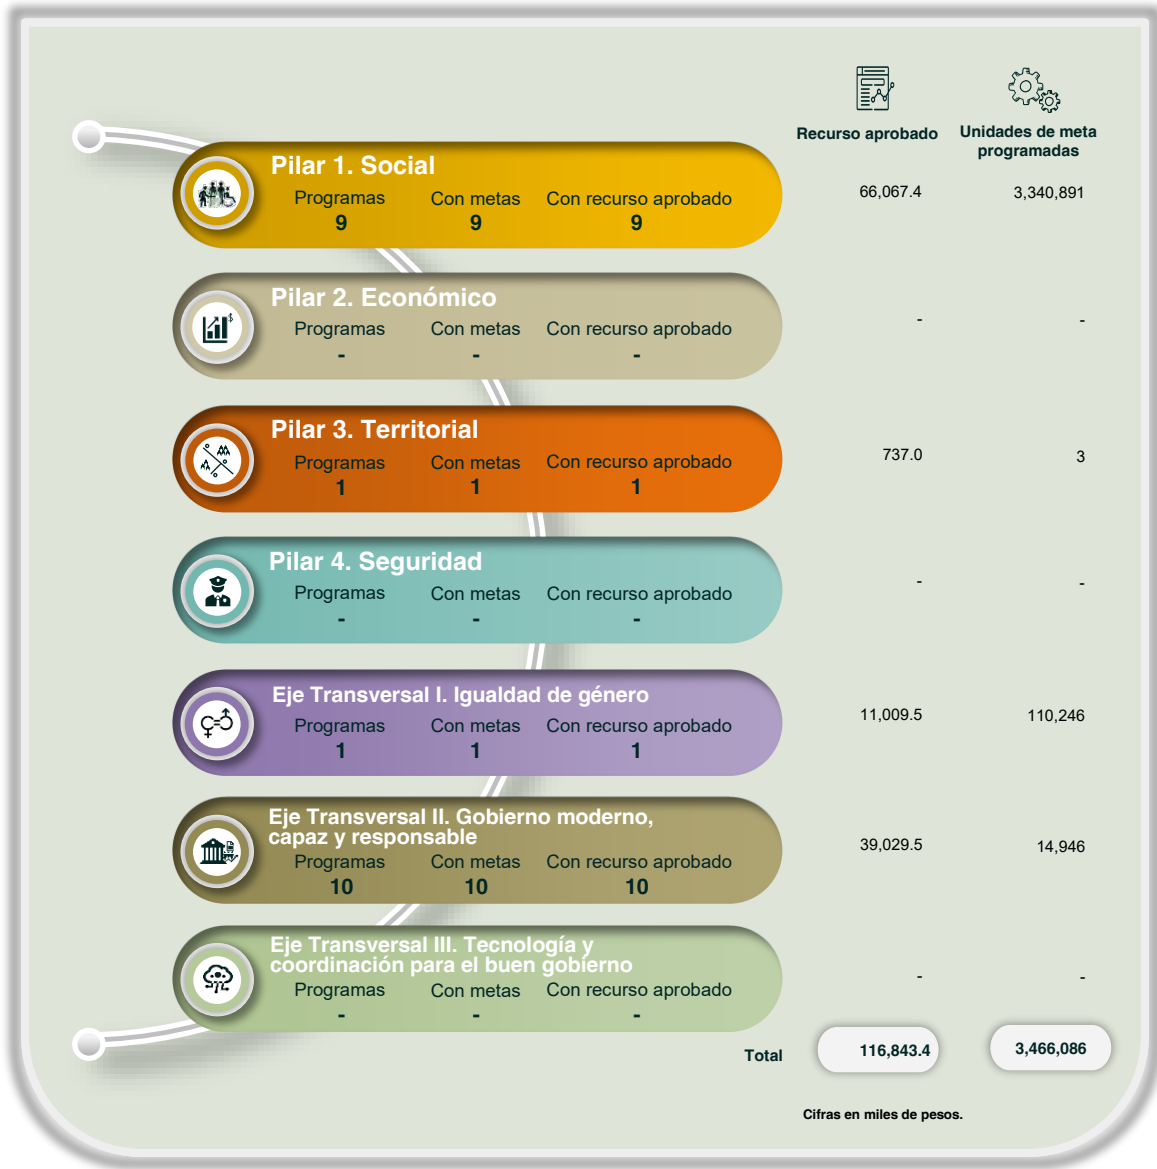 Recurso aprobado
Unidades de meta
programadas
Pilar 1. Social
Programas Con metas Con recurso aprobado
9 9 9
66,067.4 3,340,891
Pilar 2. Económico
Programas Con metas Con recurso aprobado
- - -
- -
Pilar 3. Territorial
Programas Con metas Con recurso aprobado
1 1 1
737.0 3
Pilar 4. Seguridad
Programas Con metas Con recurso aprobado
- - -
- -
Eje Transversal I. Igualdad de género
Programas Con metas Con recurso aprobado
1 1 1
11,009.5 110,246
Eje Transversal II. Gobierno moderno,
capaz y responsable
Programas Con metas Con recurso aprobado
10 10 10
39,029.5 14,946
Eje Transversal III. Tecnología y
coordinación para el buen gobierno
Programas Con metas Con recurso aprobado
- - -
- -
Total 116,843.4 3,466,086
Cifras en miles de pesos.